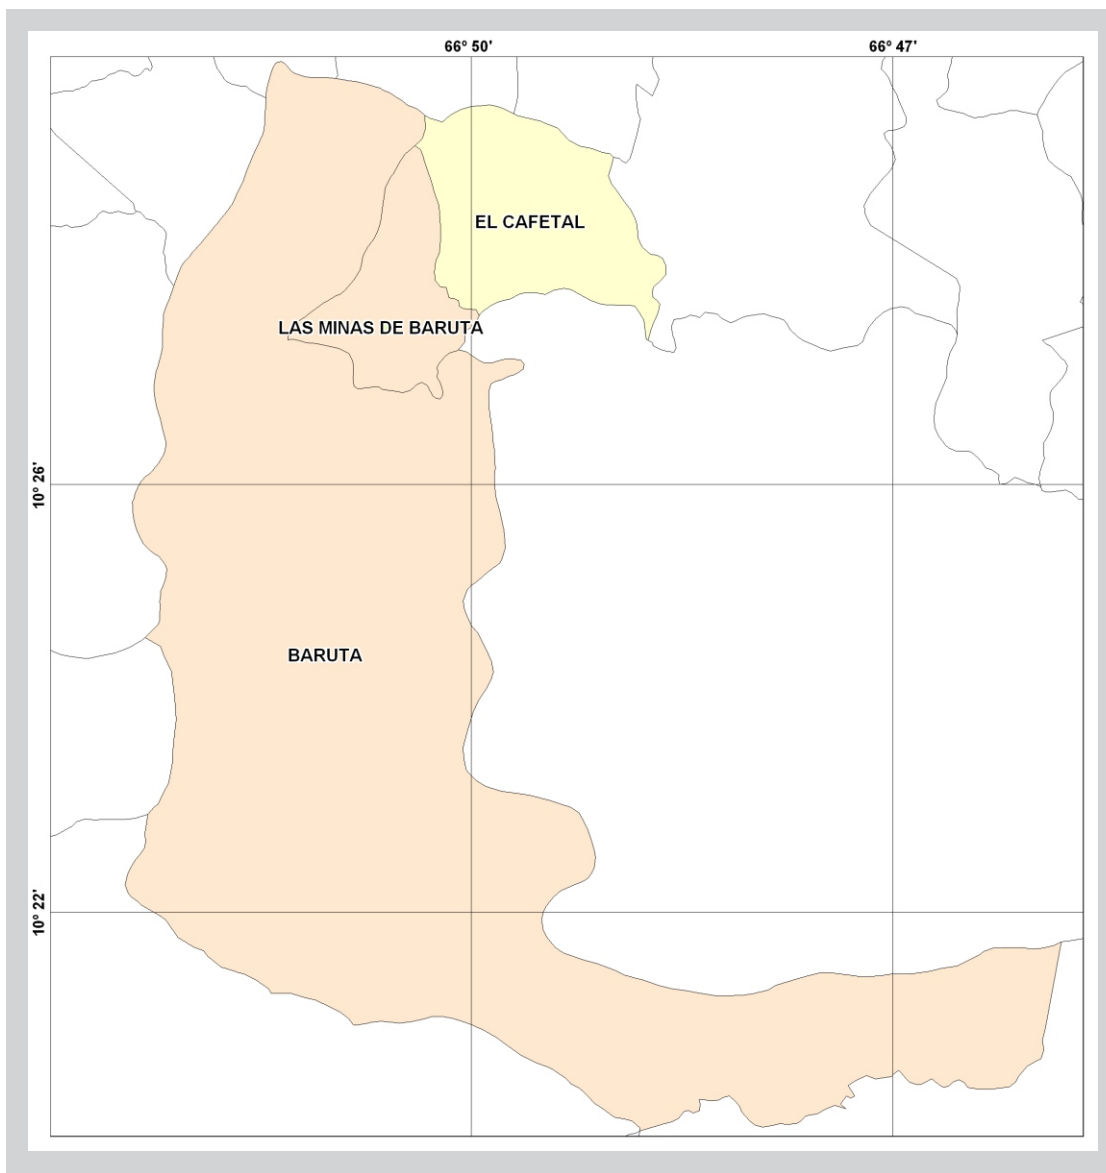 66° 50'
66° 47'
EL CAFETAL
LAS MINAS DE BARUTA
10° 26'
BARUTA
10° 22'